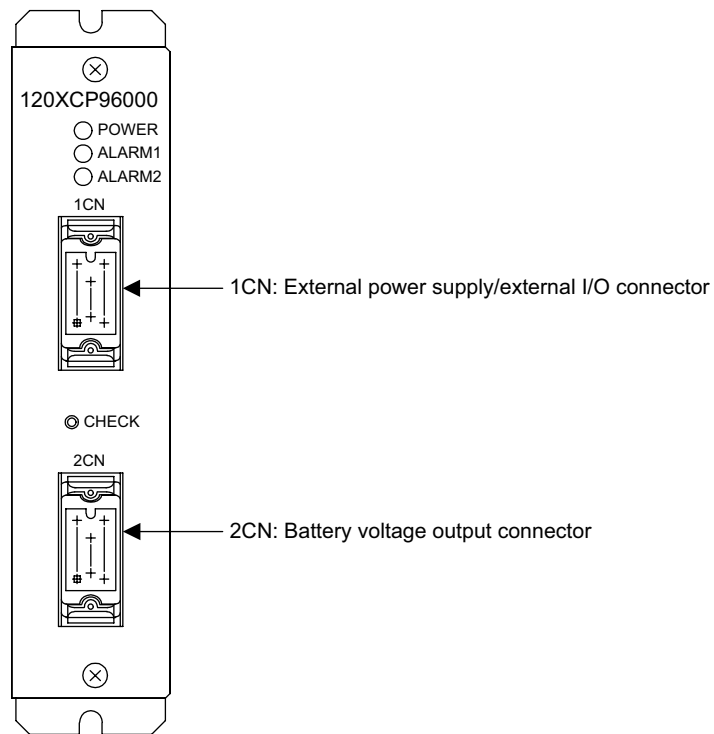 120XCP96000
POWER
ALARM1
ALARM2
1CN
1CN: External power supply/external I/O connector
CHECK
2CN
2CN: Battery voltage output connector